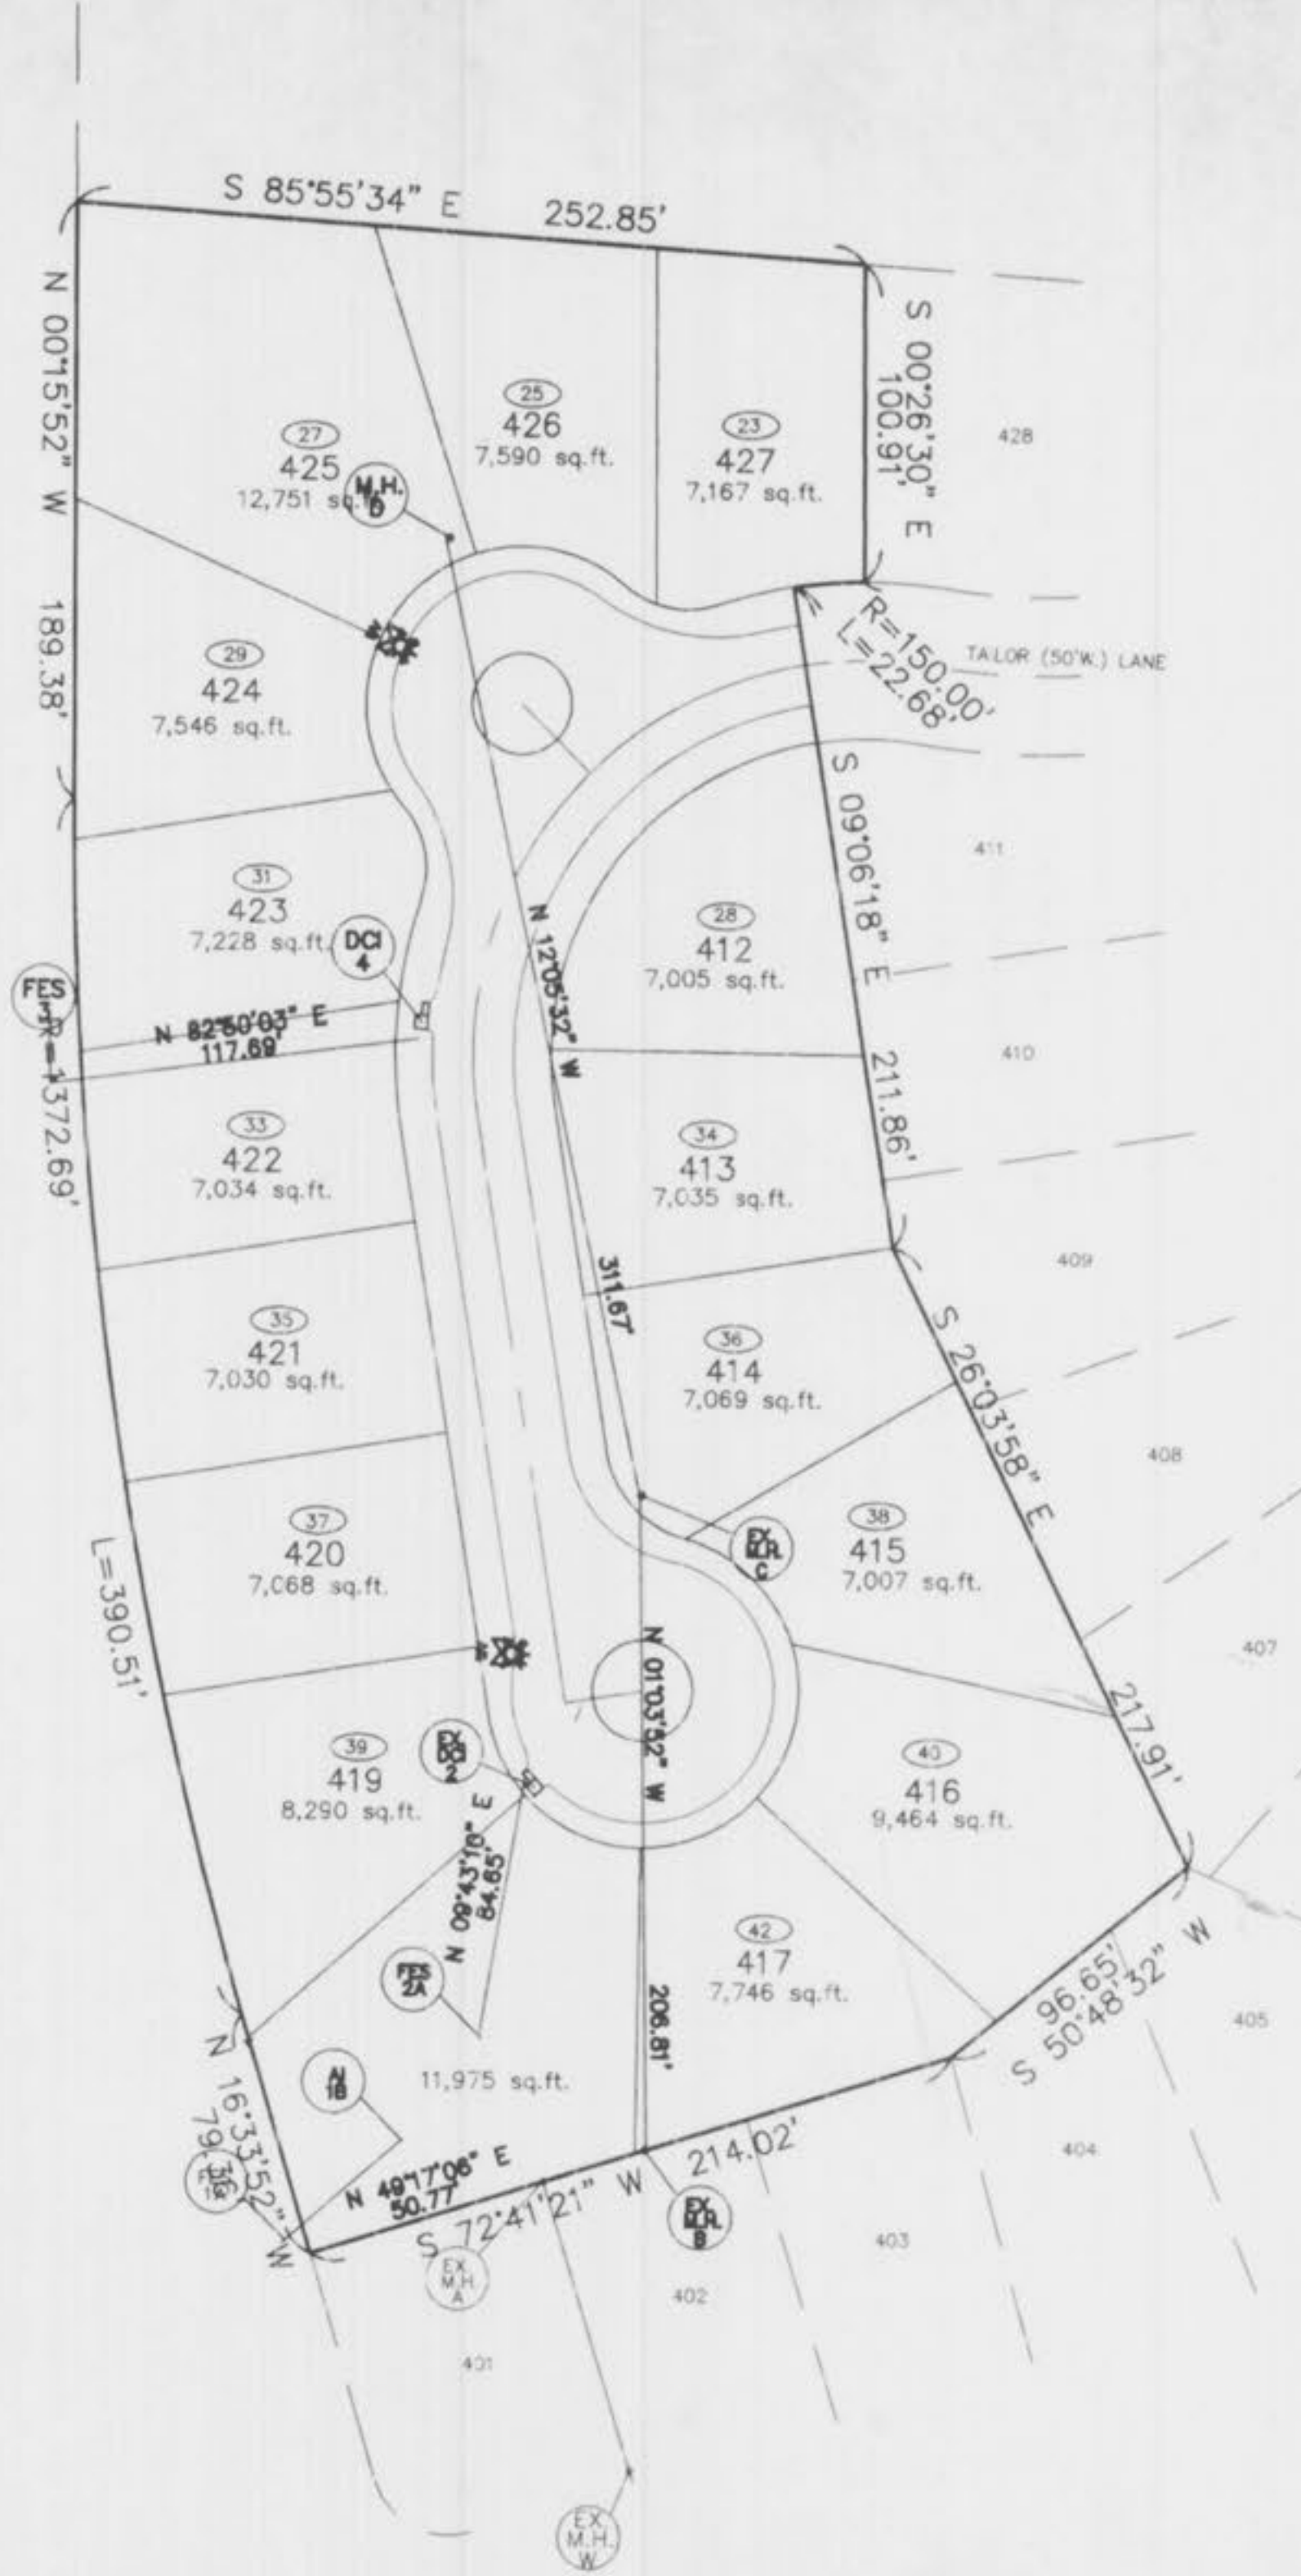 S 85°55'34" E 252.85'
N 00°15'52" W 189.38'
S 00°26'30" E
100.91'
25
426
7,590 sq.ft.
23
427
7,167 sq.ft.
428
27
425
12,751 sq.ft.
M.H.
D
R=150.00'
L=22.68'
TAILOR (50'W.) LANE
29
424
7,546 sq.ft.
S 09°06'18" E 211.86'
411
31
423
7,228 sq.ft.
DCI
4
28
412
7,005 sq.ft.
N 12°05'32" W 311.67'
FES
N 82°50'03" E
117.69'
R=1372.69'
410
33
422
7,034 sq.ft.
34
413
7,035 sq.ft.
409
35
421
7,030 sq.ft.
36
414
7,069 sq.ft.
S 26°03'58" E 217.91'
408
37
420
7,068 sq.ft.
L=390.51'
EX
M.H.
C
38
415
7,007 sq.ft.
407
N 01°03'52" W 206.81'
39
419
8,290 sq.ft.
EX
DCI
2
40
416
9,464 sq.ft.
N 09°43'10" E
84.65'
FES
2A
42
417
7,746 sq.ft.
96.65'
S 50°48'32" W
405
N 16°33'52" W
79.36'
AI
1B
11,975 sq.ft.
N 49°17'06" E
50.77'
S 72°41'21" W 214.02'
404
EX
M.H.
B
403
EX
M.H.
A
402
401
EX
M.H.
W